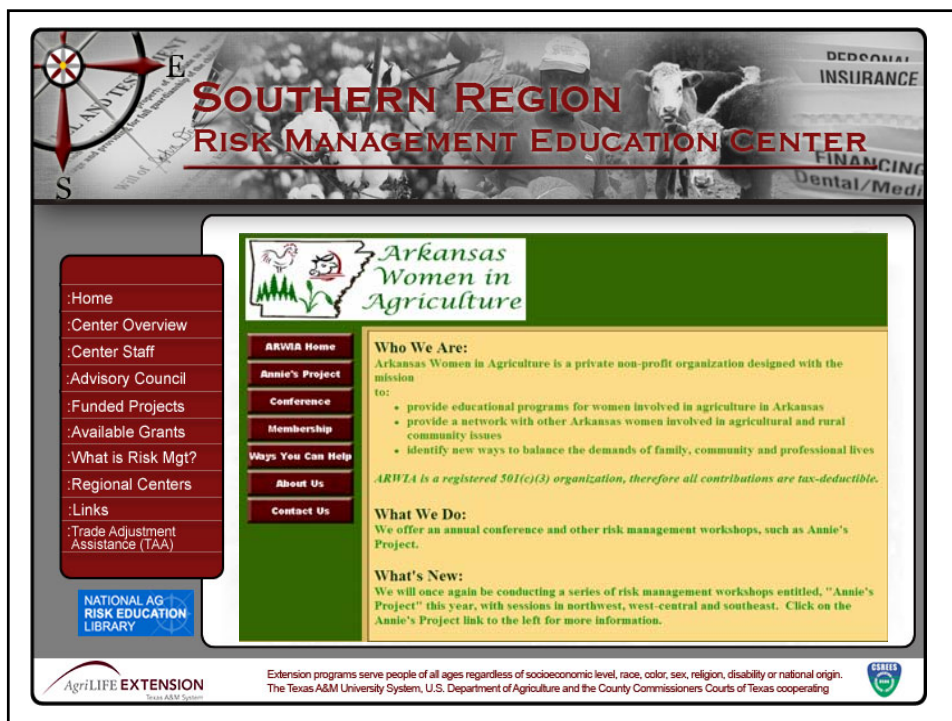 E
S
SOUTHERN REGION
RISK MANAGEMENT EDUCATION CENTER
PERSONAL
INSURANCE
FINANCING
Dental/Medi
AND TEST
MENT
Will of
:Home
:Center Overview
:Center Staff
:Advisory Council
:Funded Projects
:Available Grants
:What is Risk Mgt?
:Regional Centers
:Links
:Trade Adjustment
Assistance (TAA)
NATIONAL AG
RISK EDUCATION
LIBRARY
Arkansas
Women in
Agriculture
ARWIA Home
Annie's Project
Conference
Membership
Ways You Can Help
About Us
Contact Us
Who We Are:
Arkansas Women in Agriculture is a private non-profit organization designed with the
mission
to:
• provide educational programs for women involved in agriculture in Arkansas
• provide a network with other Arkansas women involved in agricultural and rural
community issues
• identify new ways to balance the demands of family, community and professional lives
ARWIA is a registered 501(c)(3) organization, therefore all contributions are tax-deductible.
What We Do:
We offer an annual conference and other risk management workshops, such as Annie's
Project.
What's New:
We will once again be conducting a series of risk management workshops entitled, "Annie's
Project" this year, with sessions in northwest, west-central and southeast. Click on the
Annie's Project link to the left for more information.
AgriLIFE EXTENSION
Texas A&M System
Extension programs serve people of all ages regardless of socioeconomic level, race, color, sex, religion, disability or national origin.
The Texas A&M University System, U.S. Department of Agriculture and the County Commissioners Courts of Texas cooperating
CSREES